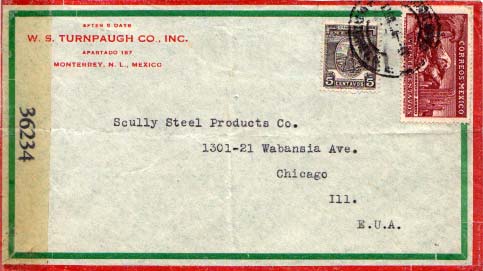 AFTER 5 DAYS
W. S. TURNPAUGH CO., INC.
APARTADO 157
MONTERREY, N. L., MEXICO
5 CENTAVOS 5
CORREOS MEXICO
36234
Scully Steel Products Co.
1301-21 Wabansia Ave.
Chicago
Ill.
E.U.A.